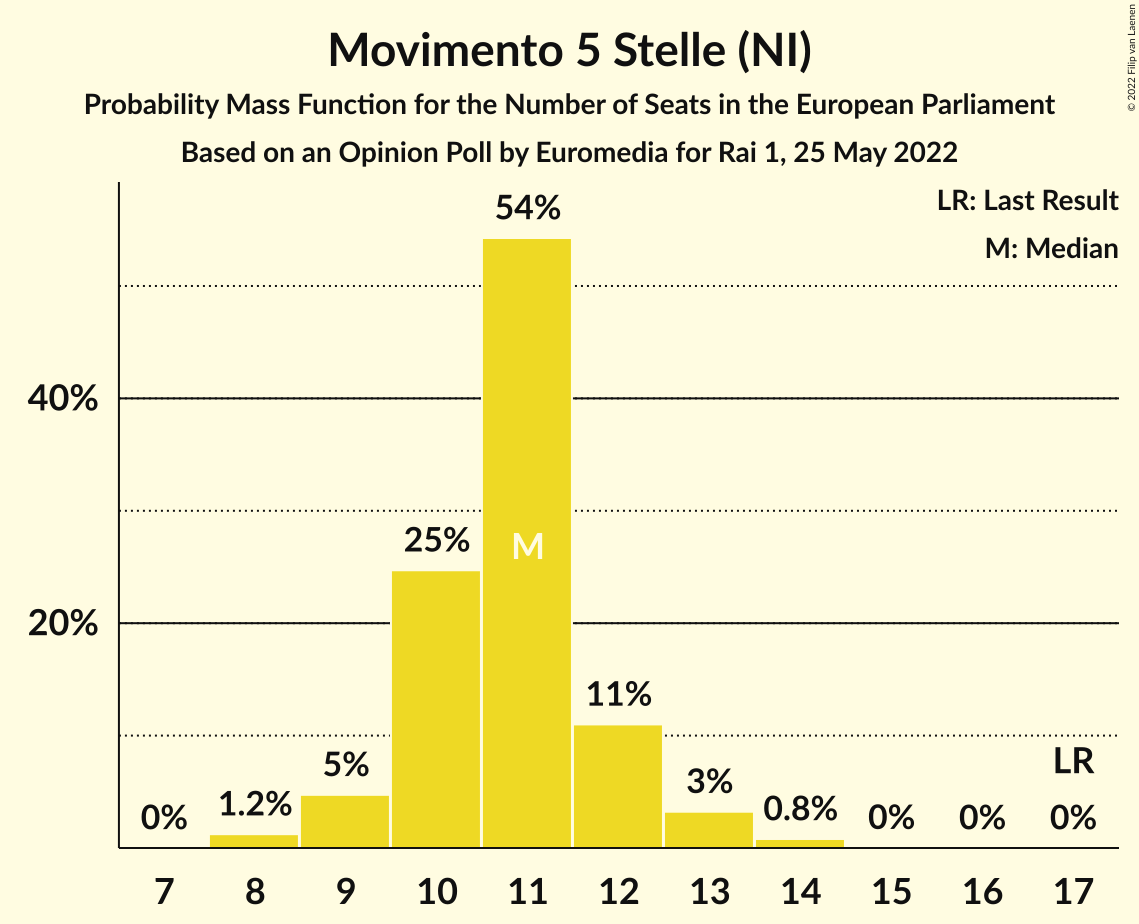 Movimento 5 Stelle (NI)
Probability Mass Function for the Number of Seats in the European Parliament
Based on an Opinion Poll by Euromedia for Rai 1, 25 May 2022
© 2022 Filip van Laenen
LR: Last Result
M: Median
40%
20%
0%
1.2%
5%
25%
54%
M
11%
3%
0.8%
0%
0%
LR
0%
7 8 9 10 11 12 13 14 15 16 17